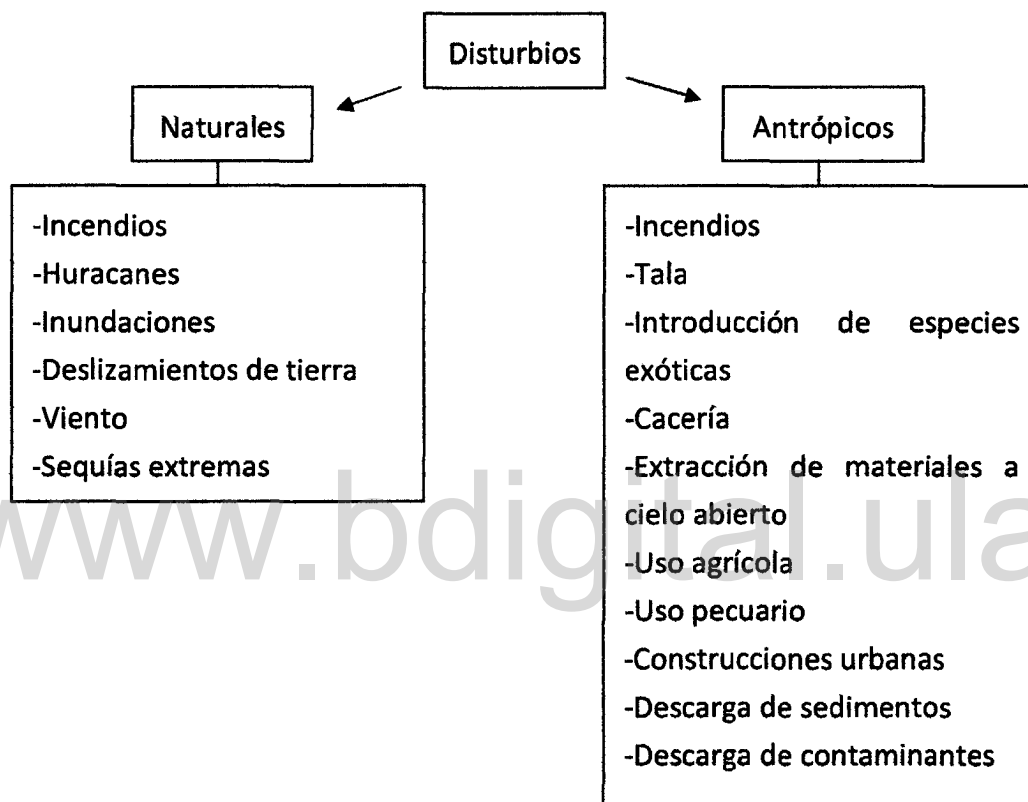 Disturbios
Naturales
-Incendios
-Huracanes
-Inundaciones
-Deslizamientos de tierra
-Viento
-Sequías extremas
Antrópicos
-Incendios
-Tala
-Introducción de especies
exóticas
-Cacería
-Extracción de materiales a
cielo abierto
-Uso agrícola
-Uso pecuario
-Construcciones urbanas
-Descarga de sedimentos
-Descarga de contaminantes
www.bdigital.ula